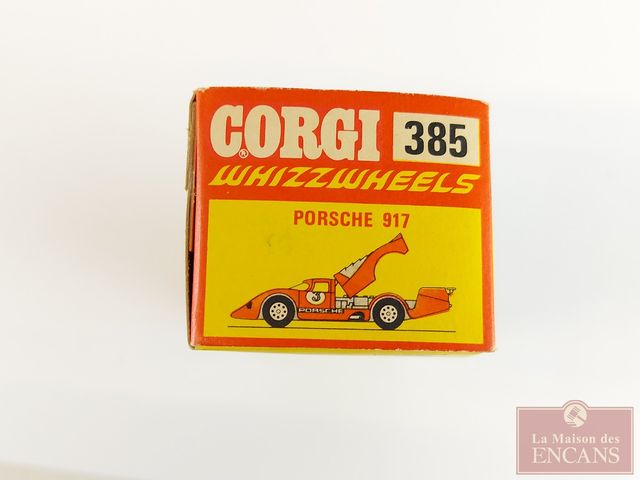 CORGI® 385
WHIZZWHEELS
PORSCHE 917
3
PORSCHE
La Maison des
ENCANS